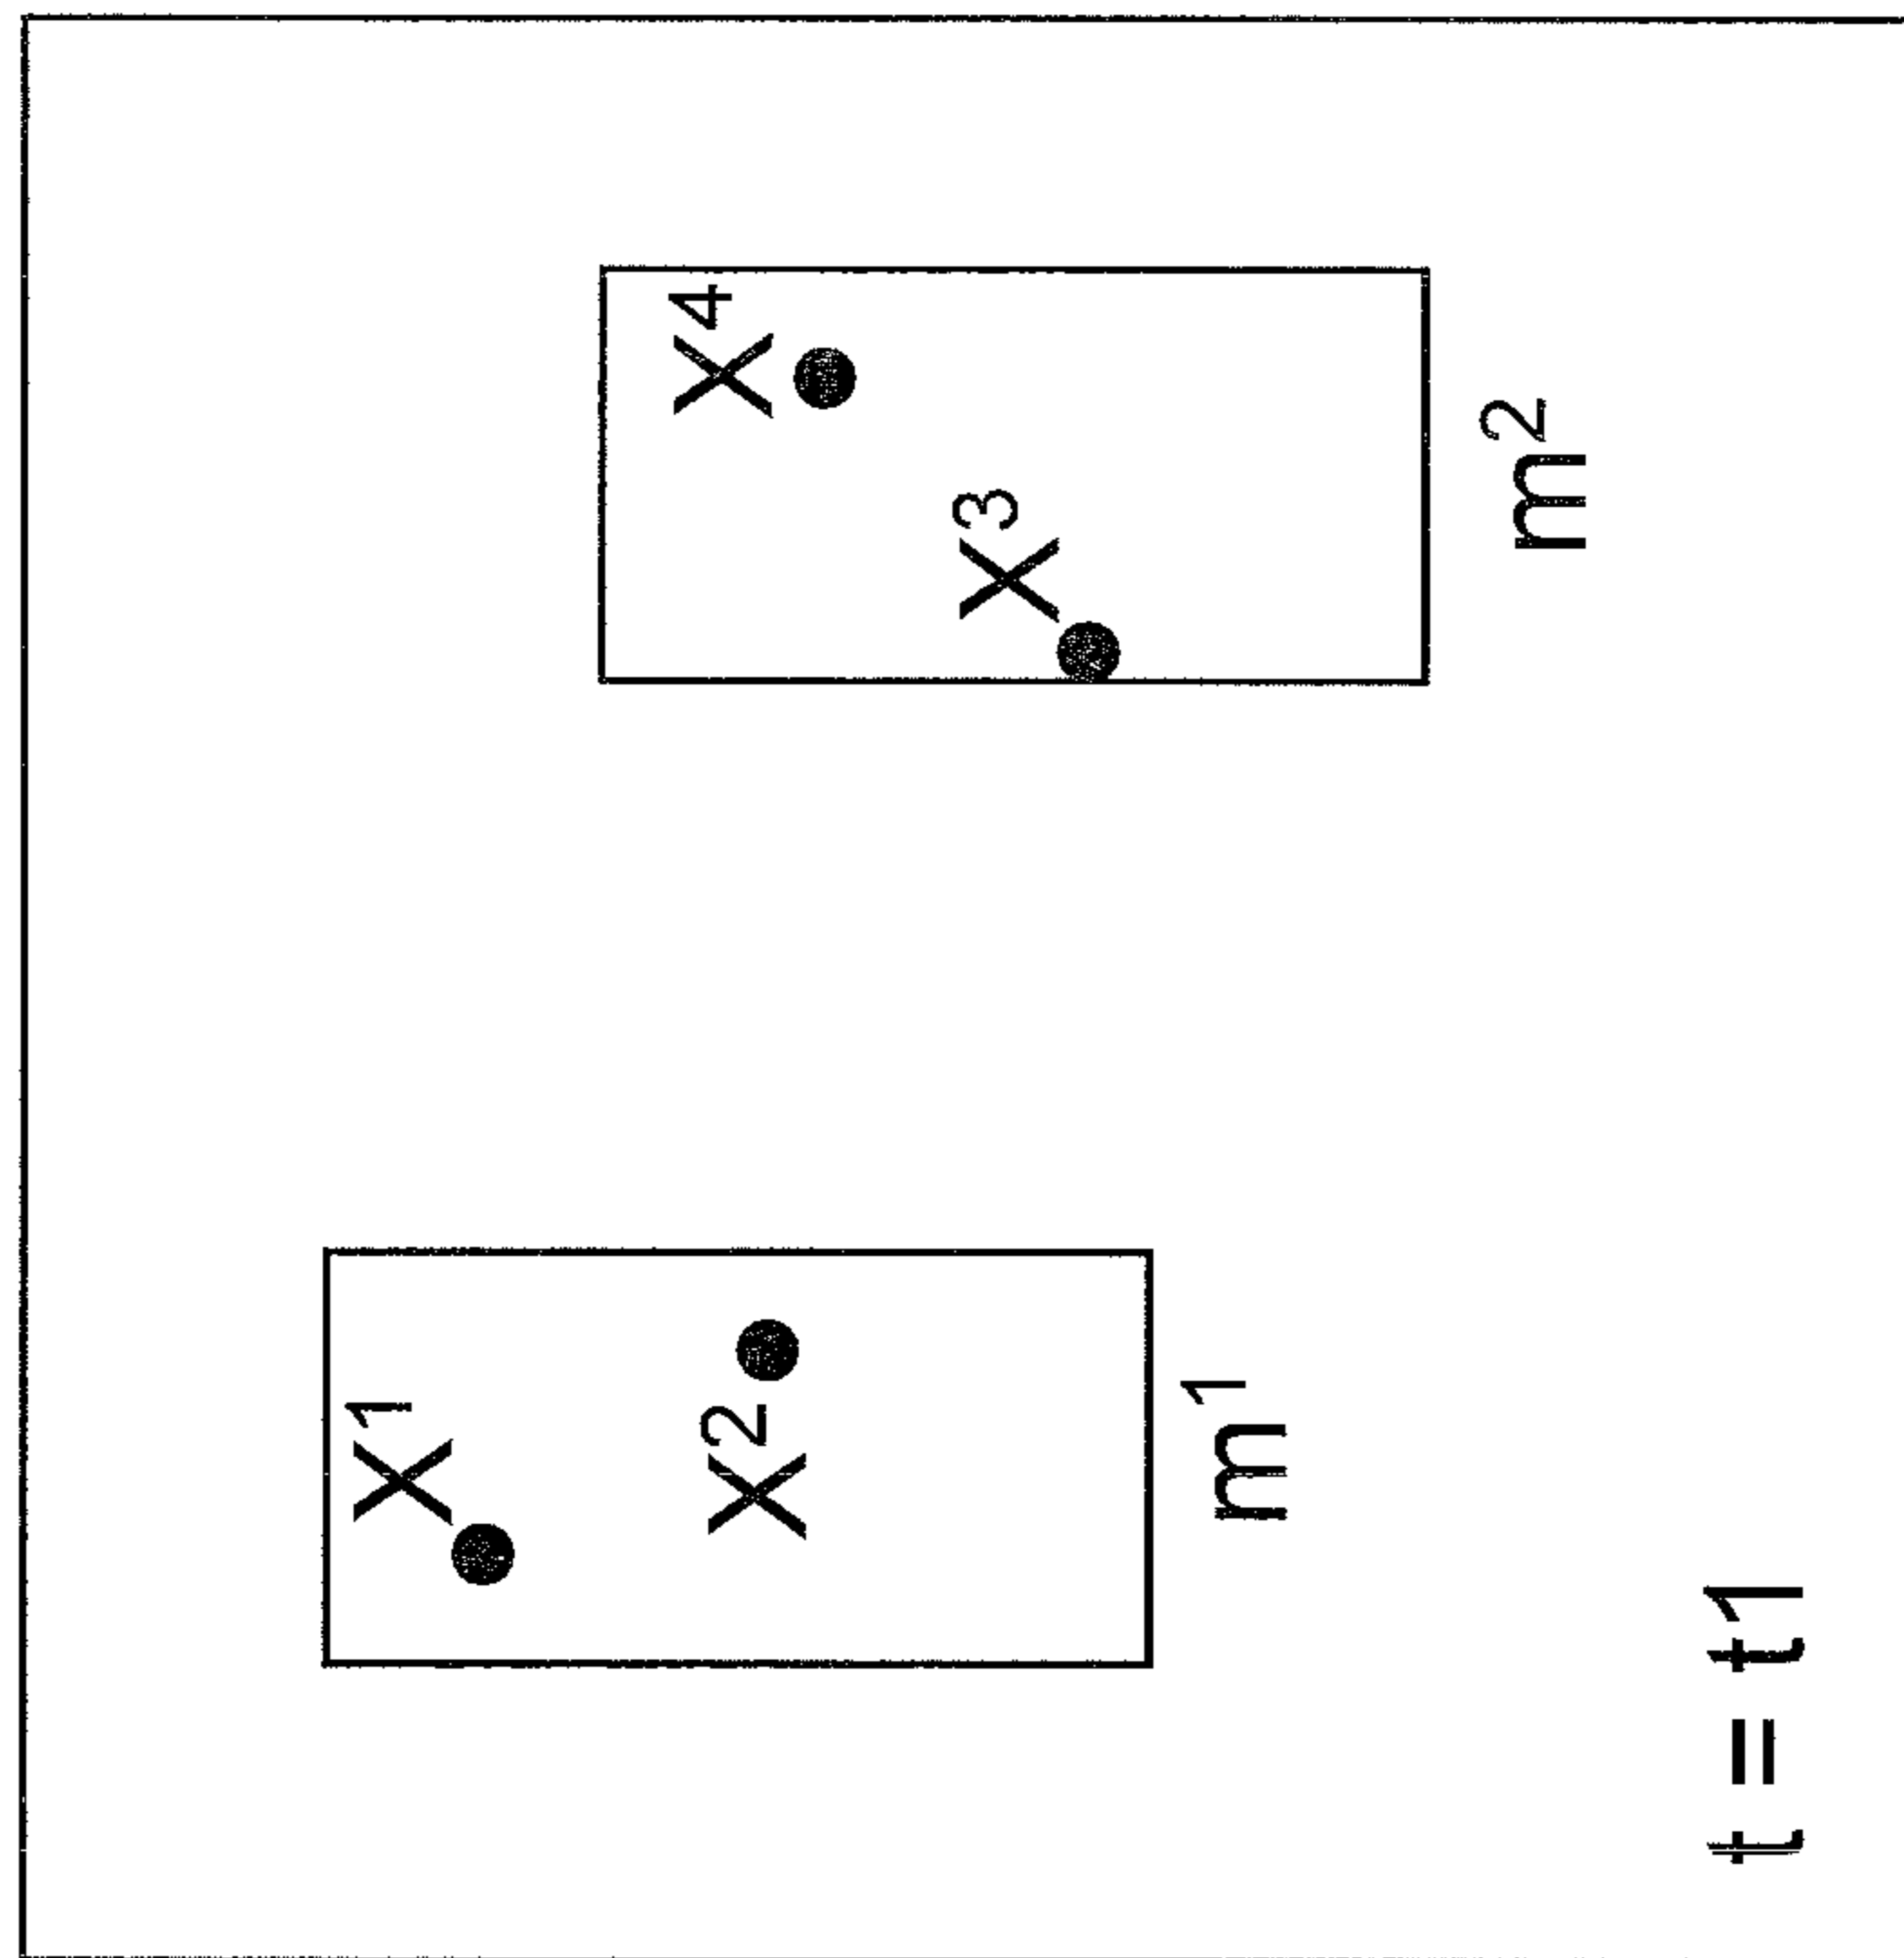 X¹
X⁴
X²
X³
m¹
m²
t = t1